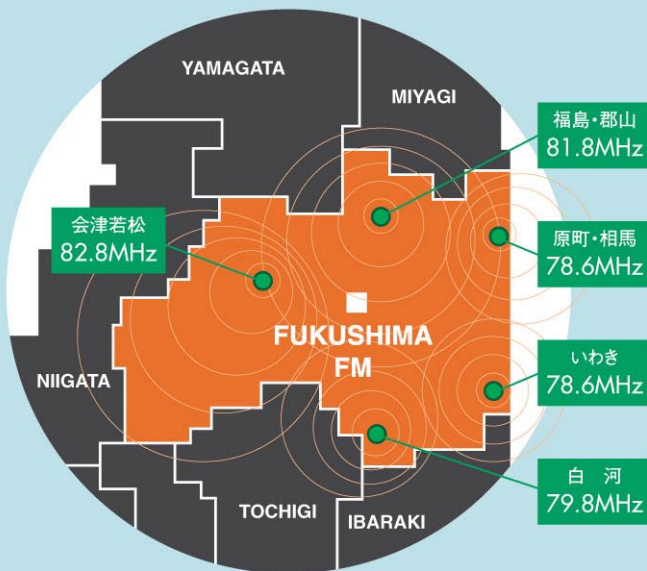 YAMAGATA
MIYAGI
福島・郡山
81.8MHz
会津若松
82.8MHz
原町・相馬
78.6MHz
FUKUSHIMA
FM
NIIGATA
いわき
78.6MHz
白 河
79.8MHz
TOCHIGI
IBARAKI